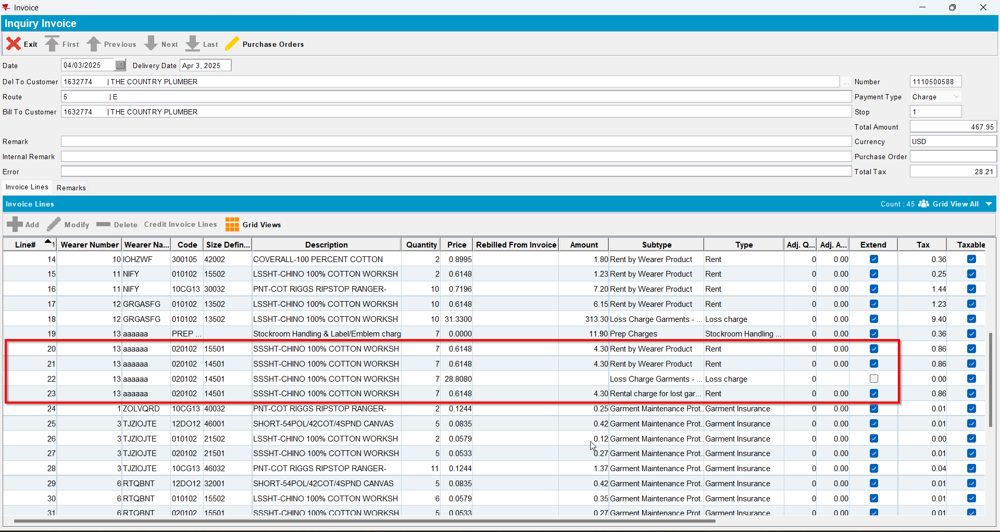 Invoice
Inquiry Invoice
Exit First Previous Next Last Purchase Orders
Date 04/03/2025 Delivery Date Apr 3, 2025
Del To Customer 1632774 | THE COUNTRY PLUMBER ... Number 1110500588
Route 5 | E Payment Type Charge
Bill To Customer 1632774 | THE COUNTRY PLUMBER Stop 1
Total Amount 467.95
Remark Currency USD
Internal Remark Purchase Order
Error Total Tax 28.21
Invoice Lines Remarks
Invoice Lines Count : 45 Grid View All
Add Modify Delete Credit Invoice Lines Grid Views
Line# 1 Wearer Number Wearer Na... Code Size Defin... Description Quantity Price Rebilled From Invoice Amount Subtype Type Adj. Q... Adj. A... Extend Tax Taxable
14 10 IOHZWF 300105 42002 COVERALL-100 PERCENT COTTON 2 0.8995 1.80 Rent by Wearer Product Rent 0 0.00 0.36
15 11 NIFY 010102 15502 LSSHT-CHINO 100% COTTON WORKSH 2 0.6148 1.23 Rent by Wearer Product Rent 0 0.00 0.25
16 11 NIFY 10CG13 30032 PNT-COT RIGGS RIPSTOP RANGER- 10 0.7196 7.20 Rent by Wearer Product Rent 0 0.00 1.44
17 12 GRGASFG 010102 13502 LSSHT-CHINO 100% COTTON WORKSH 10 0.6148 6.15 Rent by Wearer Product Rent 0 0.00 1.23
18 12 GRGASFG 010102 13502 LSSHT-CHINO 100% COTTON WORKSH 10 31.3300 313.30 Loss Charge Garments - ... Loss charge 0 0.00 9.40
19 13 aaaaaa PREP ... Stockroom Handling & Label/Emblem charg 7 0.0000 11.90 Prep Charges Stockroom Handling ... 0 0.00 0.36
20 13 aaaaaa 020102 15501 SSSHT-CHINO 100% COTTON WORKSH 7 0.6148 4.30 Rent by Wearer Product Rent 0 0.00 0.86
21 13 aaaaaa 020102 14501 SSSHT-CHINO 100% COTTON WORKSH 7 0.6148 4.30 Rent by Wearer Product Rent 0 0.00 0.86
22 13 aaaaaa 020102 14501 SSSHT-CHINO 100% COTTON WORKSH 7 28.8080 Loss Charge Garments - ... Loss charge 0 0.00
23 13 aaaaaa 020102 14501 SSSHT-CHINO 100% COTTON WORKSH 7 0.6148 4.30 Rental charge for lost gar... Rent 0 0.00 0.86
24 1 ZOLVQRD 10CG13 40032 PNT-COT RIGGS RIPSTOP RANGER- 2 0.1244 0.25 Garment Maintenance Prot.. Garment Insurance 0 0.00 0.01
25 3 TJZIOJTE 12DO12 46001 SHORT-54POL/42COT/4SPND CANVAS 5 0.0835 0.42 Garment Maintenance Prot.. Garment Insurance 0 0.00 0.01
26 3 TJZIOJTE 010102 21502 LSSHT-CHINO 100% COTTON WORKSH 2 0.0579 0.12 Garment Maintenance Prot.. Garment Insurance 0 0.00 0.00
27 3 TJZIOJTE 020102 21501 SSSHT-CHINO 100% COTTON WORKSH 5 0.0533 0.27 Garment Maintenance Prot.. Garment Insurance 0 0.00 0.01
28 3 TJZIOJTE 10CG13 46032 PNT-COT RIGGS RIPSTOP RANGER- 11 0.1244 1.37 Garment Maintenance Prot.. Garment Insurance 0 0.00 0.04
29 6 RTQBNT 12DO12 32001 SHORT-54POL/42COT/4SPND CANVAS 5 0.0835 0.42 Garment Maintenance Prot.. Garment Insurance 0 0.00 0.01
30 6 RTQBNT 010102 15502 LSSHT-CHINO 100% COTTON WORKSH 6 0.0579 0.35 Garment Maintenance Prot.. Garment Insurance 0 0.00 0.01
31 6 RTQBNT 020102 15501 SSSHT-CHINO 100% COTTON WORKSH 5 0.0533 0.27 Garment Maintenance Prot.. Garment Insurance 0 0.00 0.01